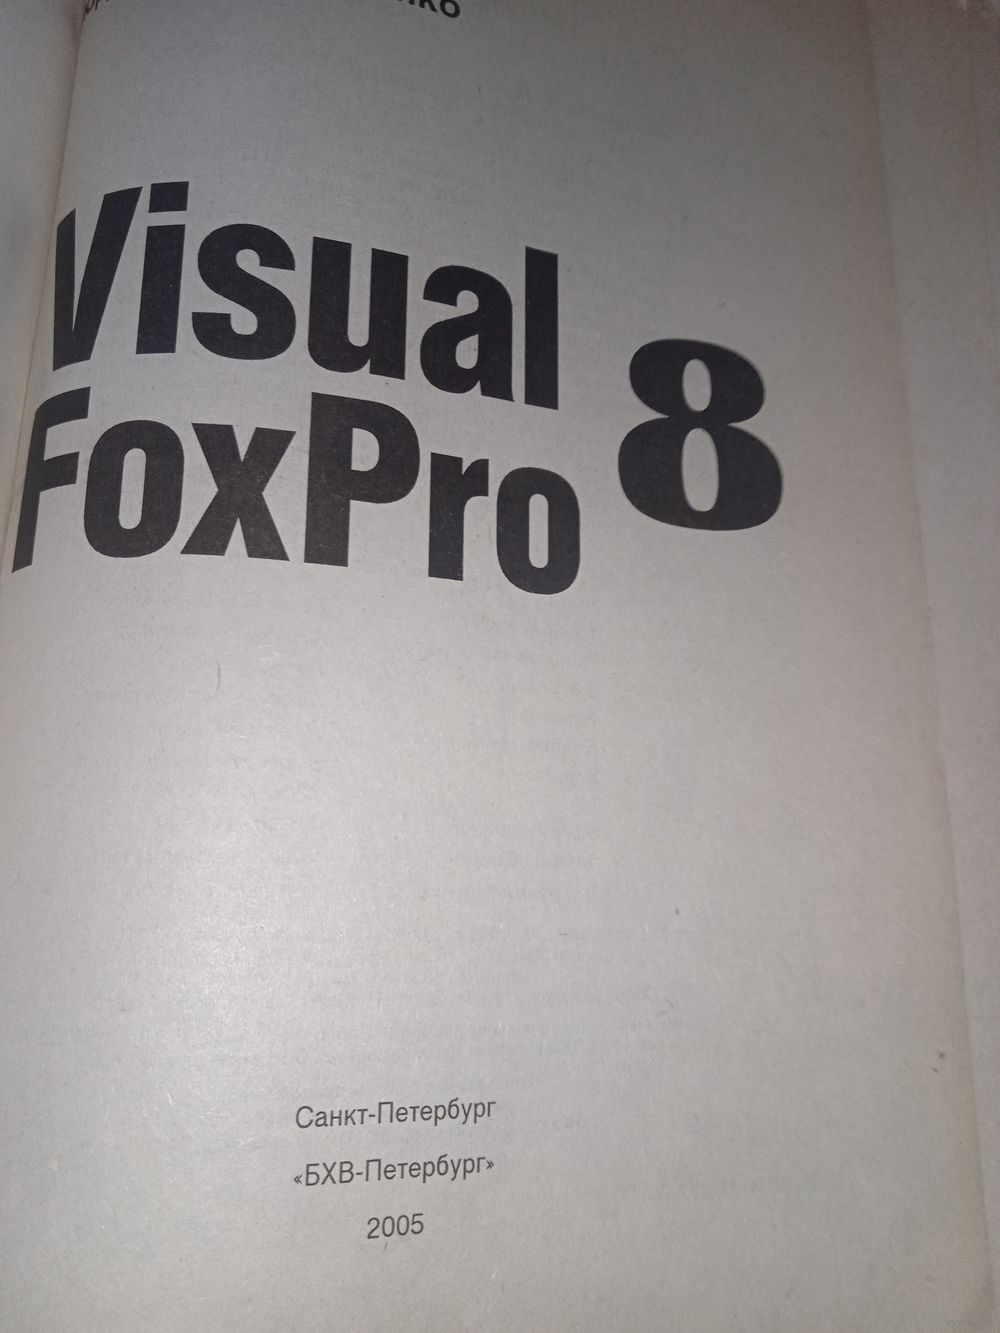 Visual
FoxPro 8
Санкт-Петербург
«БХВ-Петербург»
2005